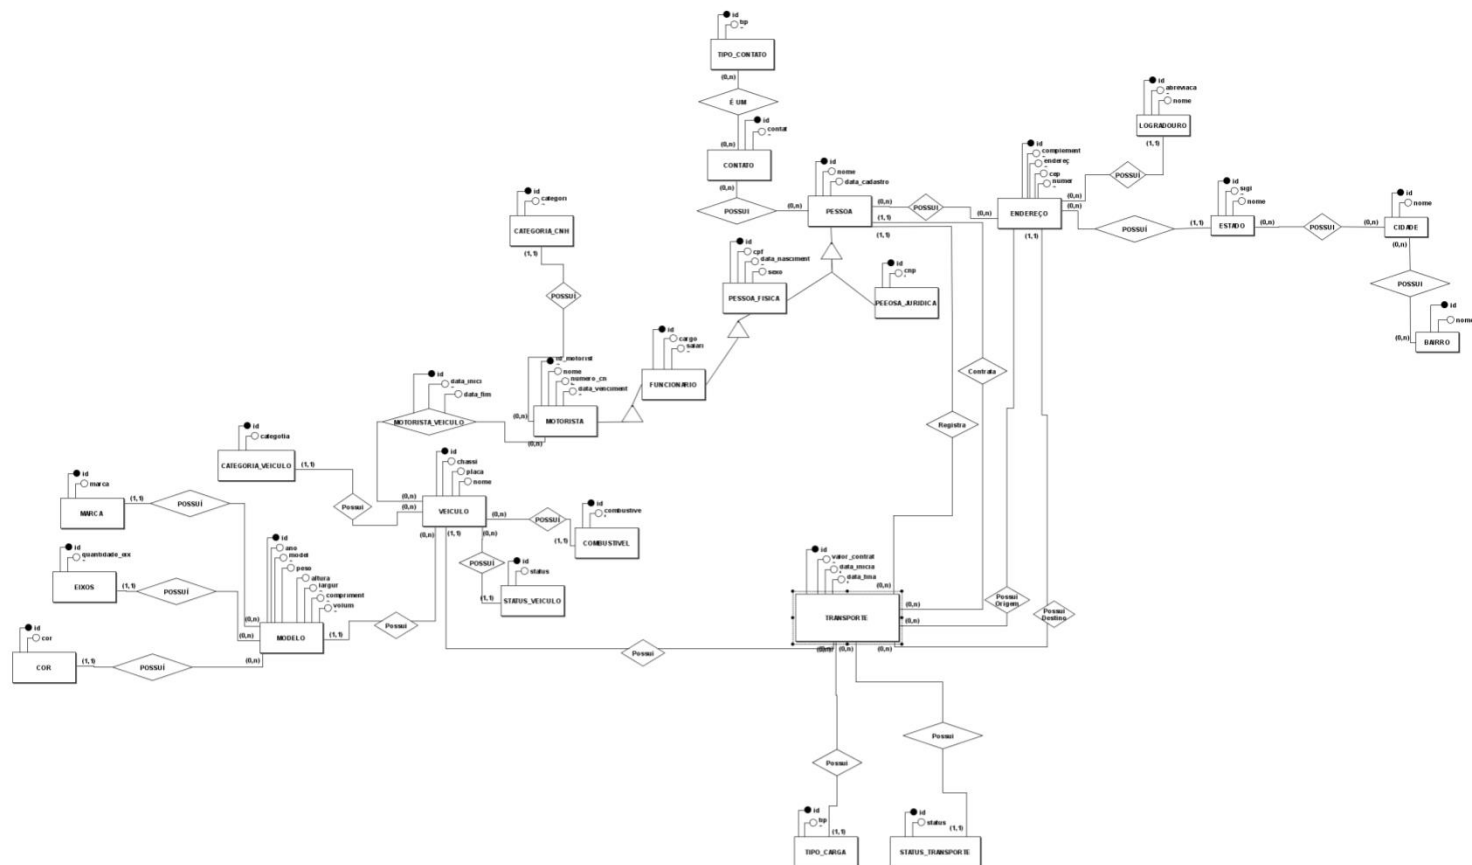 id
tip
TIPO_CONTATO
(0,n)
É UM
id
contat
(0,n)
CONTATO
(0,n)
POSSUI
(0,n)
id
nome
data_cadastro
PESSOA
(0,n)
(1,1)
(1,1)
POSSUI
(0,n)
id
complement
endereç
cep
numer
ENDEREÇO
(0,n)
(0,n)
(1,1)
id
abreviaca
nome
LOGRADOURO
(1,1)
POSSUÍ
POSSUÍ
(1,1)
id
sigl
nome
ESTADO
(0,n)
POSSUI
(0,n)
id
nome
CIDADE
(0,n)
POSSUI
(0,n)
id
nome
BAIRRO
id
categori
CATEGORIA_CNH
(1,1)
POSSUÍ
id
cpf
data_nasciment
sexo
PESSOA_FISICA
id
cnp
PEEOSA_JURIDICA
id
cargo
salari
FUNCIONARIO
id_motorist
nome
numero_cn
data_venciment
(0,n)
MOTORISTA
(0,n)
id
data_inici
data_fim
MOTORISTA_VEICULO
Contrata
Registra
id
categotia
CATEGORIA_VEICULO
(1,1)
Possui
id
chassi
placa
nome
(0,n)
(0,n)
VEICULO
(0,n)
(0,n)
(1,1)
(0,n)
POSSUÍ
(1,1)
id
combustive
COMBUSTIVEL
POSSUÍ
(1,1)
id
status
STATUS_VEICULO
id
marca
MARCA
(1,1)
POSSUÍ
id
quantidade_eix
EIXOS
(1,1)
POSSUÍ
id
cor
COR
(1,1)
POSSUÍ
id
ano
model
peso
altura
largur
compriment
volum
(0,n)
(0,n)
(0,n)
MODELO
(1,1)
Possui
id
valor_contrat
data_inicia
data_fina
(0,n)
TRANSPORTE
(0,n)
(0,n)
(0,n)
(0,n)
Possui
Possui
Origem
Possui
Destino
Possui
Possui
id
tip
(1,1)
TIPO_CARGA
id
status
(1,1)
STATUS_TRANSPORTE